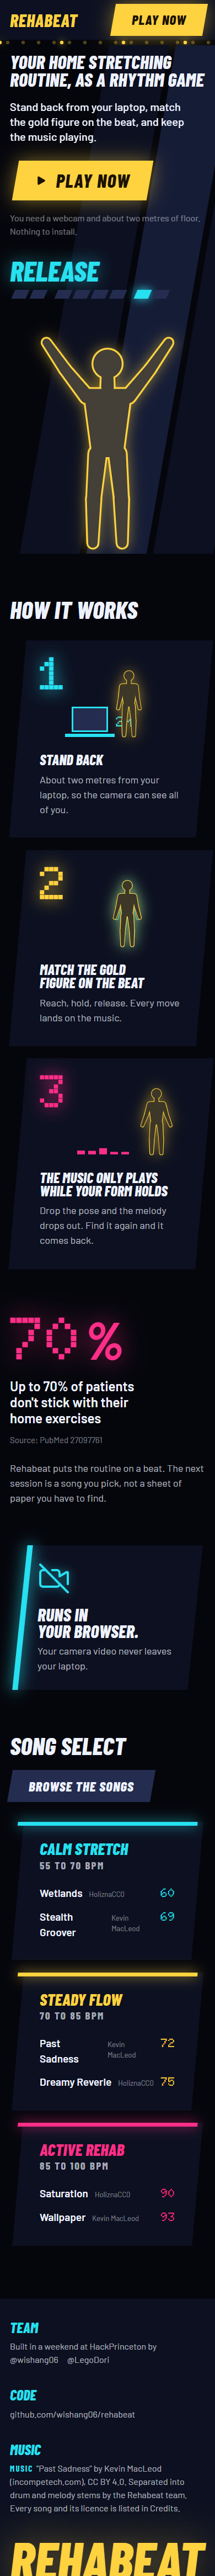 REHABEAT
PLAY NOW
YOUR HOME STRETCHING
ROUTINE, AS A RHYTHM GAME
Stand back from your laptop, match
the gold figure on the beat, and keep
the music playing.
PLAY NOW
You need a webcam and about two metres of floor.
Nothing to install.
RELEASE
HOW IT WORKS
1
STAND BACK
About two metres from your
laptop, so the camera can see all
of you.
2
MATCH THE GOLD
FIGURE ON THE BEAT
Reach, hold, release. Every move
lands on the music.
3
THE MUSIC ONLY PLAYS
WHILE YOUR FORM HOLDS
Drop the pose and the melody
drops out. Find it again and it
comes back.
70%
Up to 70% of patients
don't stick with their
home exercises
Source: PubMed 27097761
Rehabeat puts the routine on a beat. The next
session is a song you pick, not a sheet of
paper you have to find.
RUNS IN
YOUR BROWSER.
Your camera video never leaves
your laptop.
SONG SELECT
BROWSE THE SONGS
CALM STRETCH
55 TO 70 BPM
Wetlands HoliznaCC0 60
Stealth Groover Kevin MacLeod 69
STEADY FLOW
70 TO 85 BPM
Past Sadness Kevin MacLeod 72
Dreamy Reverie HoliznaCC0 75
ACTIVE REHAB
85 TO 100 BPM
Saturation HoliznaCC0 90
Wallpaper Kevin MacLeod 93
TEAM
Built in a weekend at HackPrinceton by
@wishang06 @LegoDori
CODE
github.com/wishang06/rehabeat
MUSIC
MUSIC "Past Sadness" by Kevin MacLeod
(incompetech.com), CC BY 4.0. Separated into
drum and melody stems by the Rehabeat team.
Every song and its licence is listed in Credits.
REHABEAT